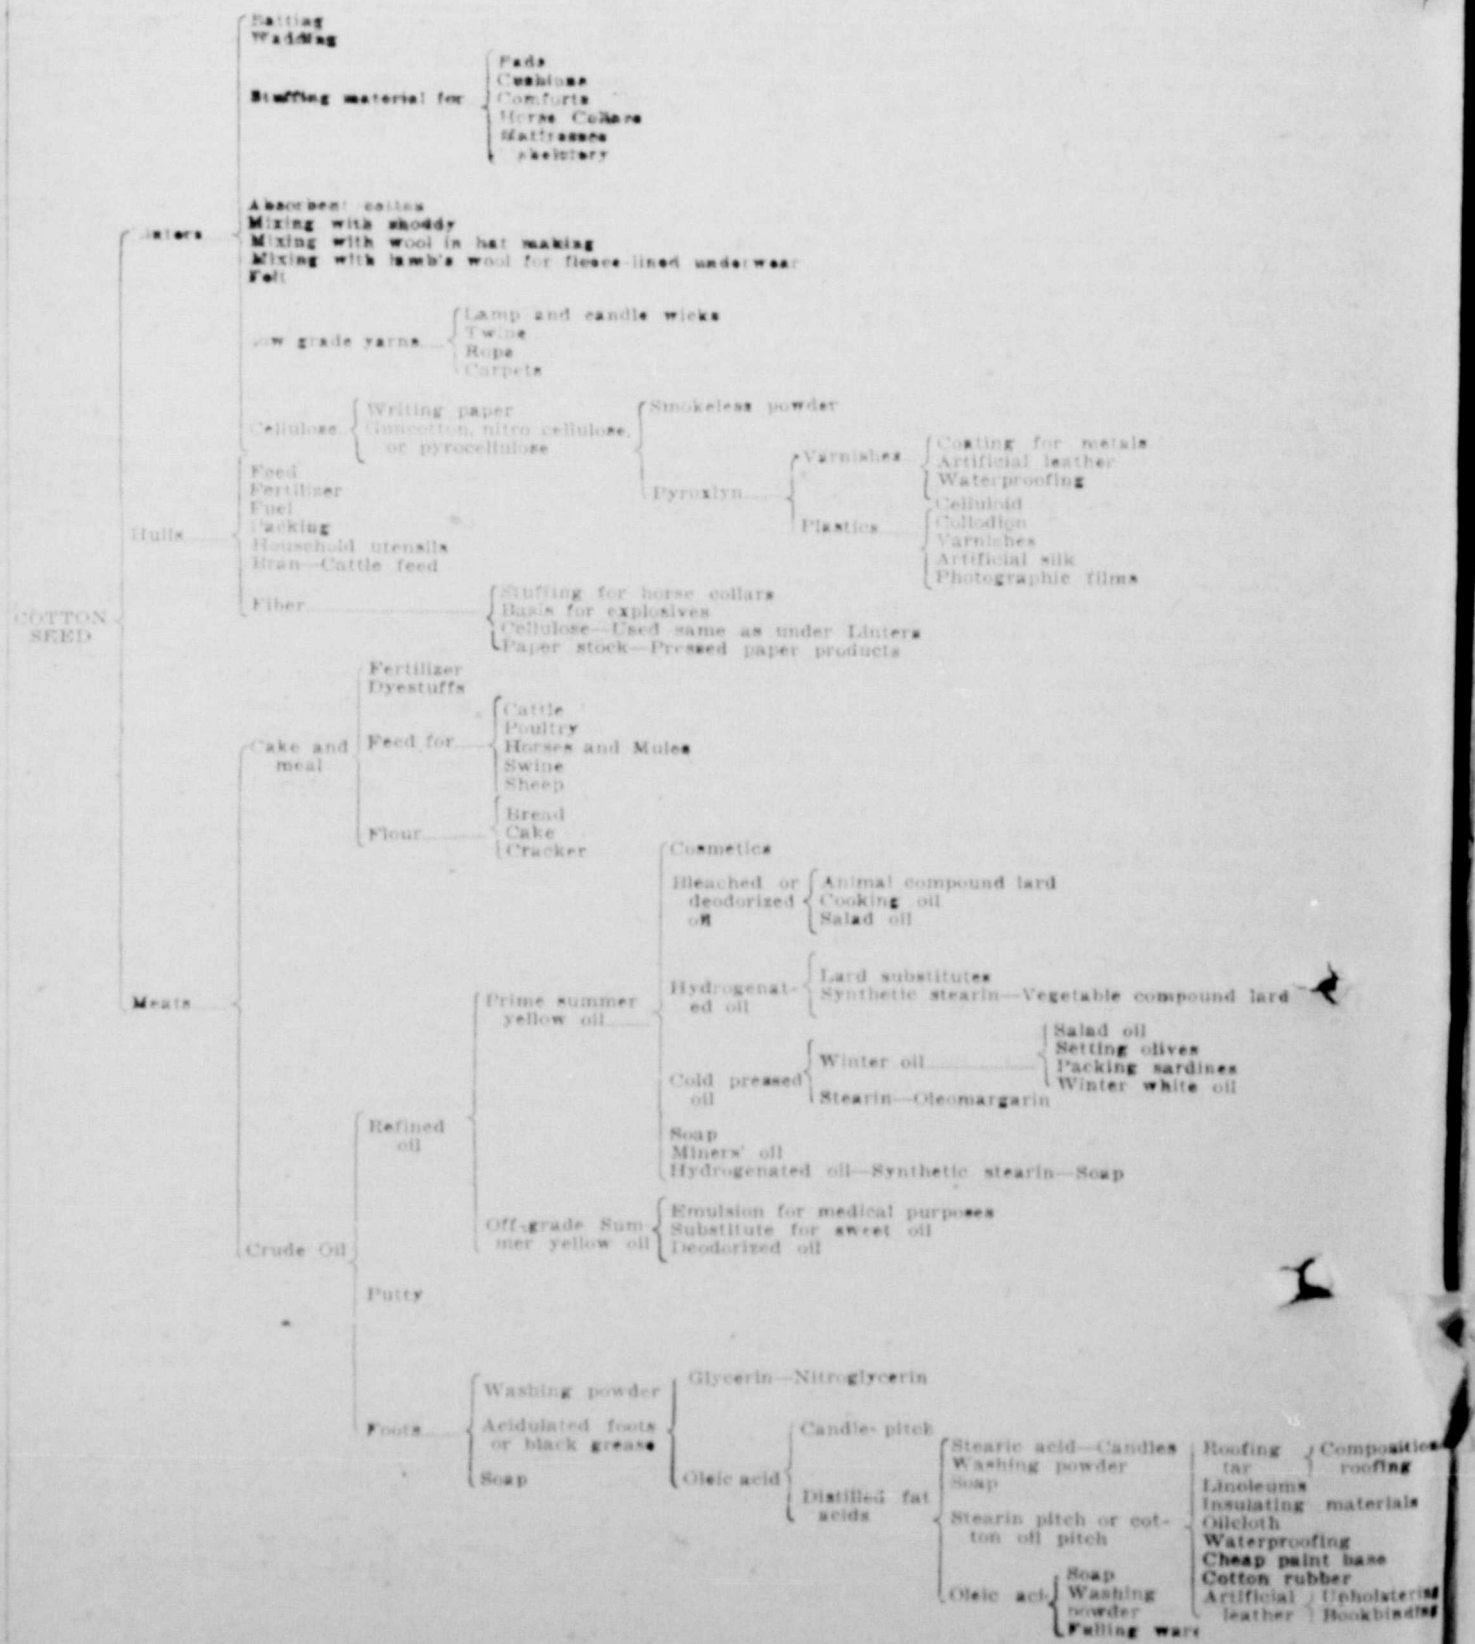 Batting
Wadding
Stuffing material for
Pads
Cushions
Comforts
Horse Collars
Mattresses
Absorbent cotton
Mixing with shoddy
Mixing with wool in hat making
Mixing with lamb's wool for fleece-lined underwear
Felt
Linters
Low grade yarns
Lamp and candle wicks
Twine
Rope
Carpets
Cellulose
Writing paper
Guncotton, nitro cellulose,
or pyrocellulose
Smokeless powder
Pyroxlyn
Varnishes
Coating for metals
Artificial leather
Waterproofing
Plastics
Celluloid
Collodion
Varnishes
Artificial silk
Photographic films
Hulls
Feed
Fertilizer
Fuel
Packing
Household utensils
Bran—Cattle feed
Fiber
Stuffing for horse collars
Basis for explosives
Cellulose—Used same as under Linters
Paper stock—Pressed paper products
COTTON
SEED
Meats
Cake and
meal
Fertilizer
Dyestuffs
Feed for
Cattle
Poultry
Horses and Mules
Swine
Sheep
Flour
Bread
Cake
Cracker
Crude Oil
Refined
oil
Prime summer
yellow oil
Cosmetics
Bleached or
deodorized
oil
Animal compound lard
Cooking oil
Salad oil
Hydrogenat-
ed oil
Lard substitutes
Synthetic stearin—Vegetable compound lard
Cold pressed
oil
Winter oil
Salad oil
Setting olives
Packing sardines
Winter white oil
Stearin—Oleomargarin
Soap
Miners' oil
Hydrogenated oil—Synthetic stearin—Soap
Off-grade Sum-
mer yellow oil
Emulsion for medical purposes
Substitute for sweet oil
Deodorized oil
Putty
Foots
Washing powder
Acidulated foots
or black grease
Soap
Glycerin—Nitroglycerin
Oleic acid
Candle-pitch
Distilled fat
acids
Stearic acid—Candles
Washing powder
Soap
Stearin pitch or cot-
ton oil pitch
Roofing
tar
Composition
roofing
Linoleums
Insulating materials
Oilcloth
Waterproofing
Cheap paint base
Cotton rubber
Artificial
leather
Upholstering
Bookbinding
Oleic acid
Soap
Washing
powder
Fulling ware